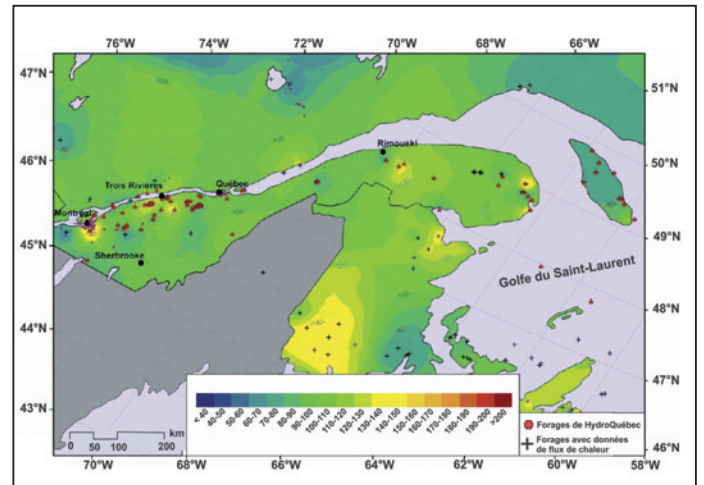 76°W 74°W 72°W 70°W 68°W 66°W
47°N
51°N
50°N
46°N
Rimouski
Trois Rivières
Québec
Montréal
49°N
45°N
Sherbrooke
Golfe du Saint-Laurent
48°N
44°N
47°N
43°N
<40 40-50 50-60 60-70 70-80 80-90 90-100 100-110 110-120 120-130 130-140 140-150 150-160 160-170 170-180 180-190 190-200 >200
Forages de HydroQuébec
Forages avec données
de flux de chaleur
0 50 100 200
km
46°N
70°W 68°W 66°W 64°W 62°W 60°W 58°W